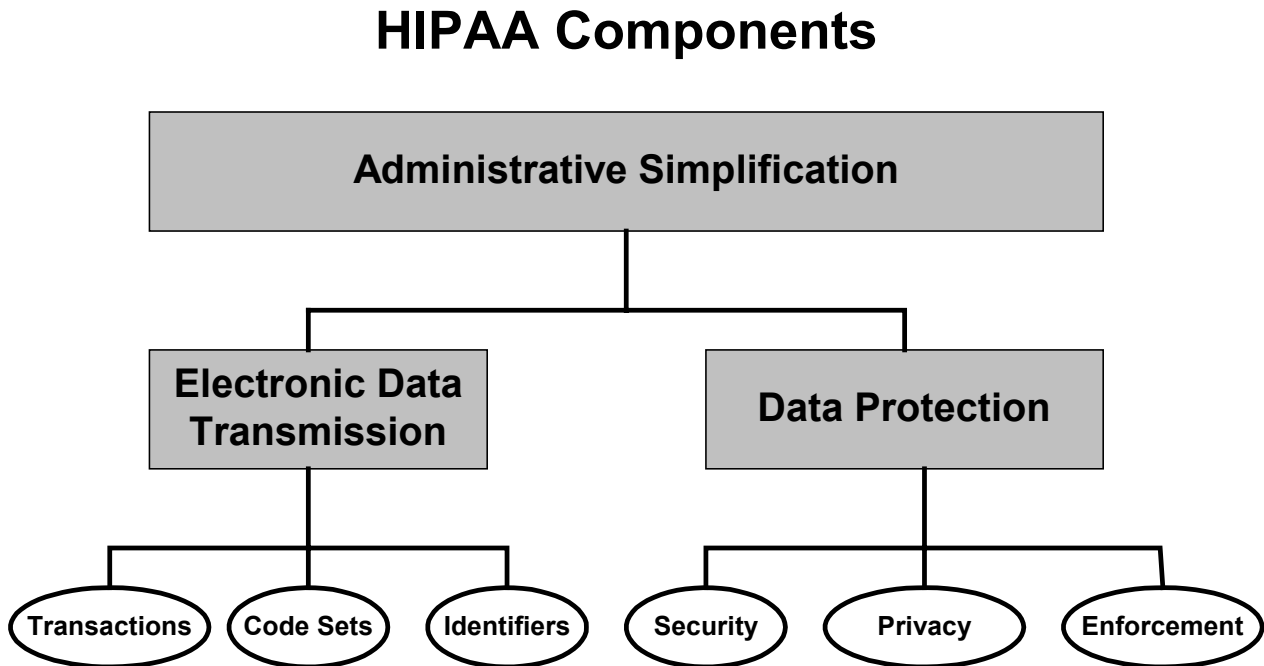 HIPAA Components
Administrative Simplification
Electronic Data
Transmission
Data Protection
Transactions
Code Sets
Identifiers
Security
Privacy
Enforcement